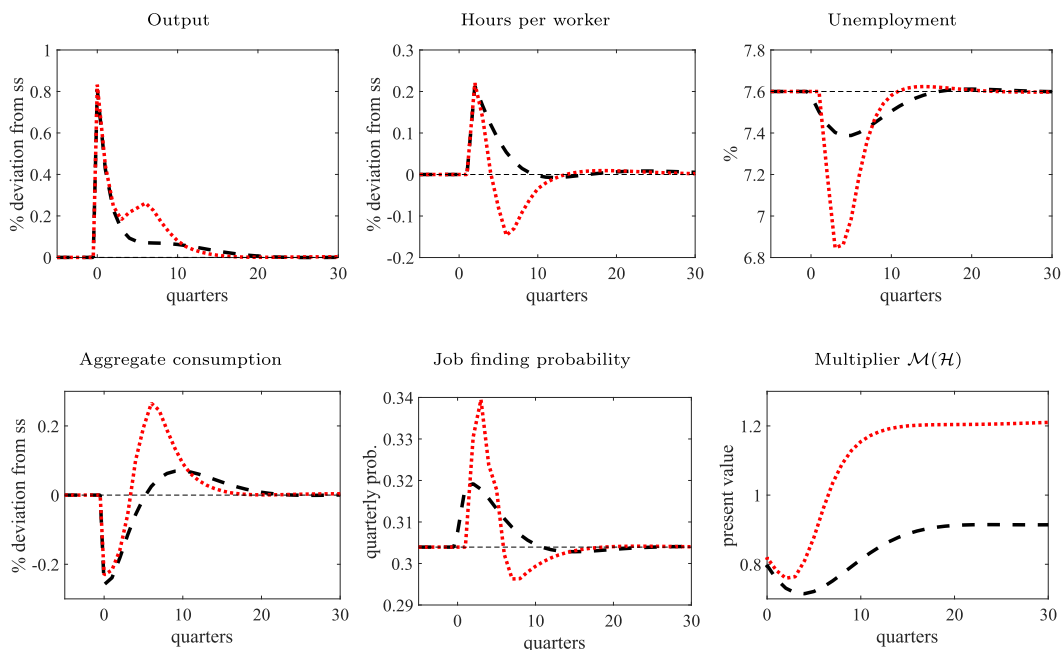 Output
Hours per worker
Unemployment
1
0.8
0.6
0.4
0.2
0
% deviation from ss
0 10 20 30
quarters
0.3
0.2
0.1
0
-0.1
-0.2
% deviation from ss
0 10 20 30
quarters
7.8
7.6
7.4
7.2
7
6.8
%
0 10 20 30
quarters
Aggregate consumption
Job finding probability
Multiplier M(H)
0.2
0
-0.2
% deviation from ss
0 10 20 30
quarters
0.34
0.33
0.32
0.31
0.3
0.29
quarterly prob.
0 10 20 30
quarters
1.2
1
0.8
present value
0 10 20 30
quarters